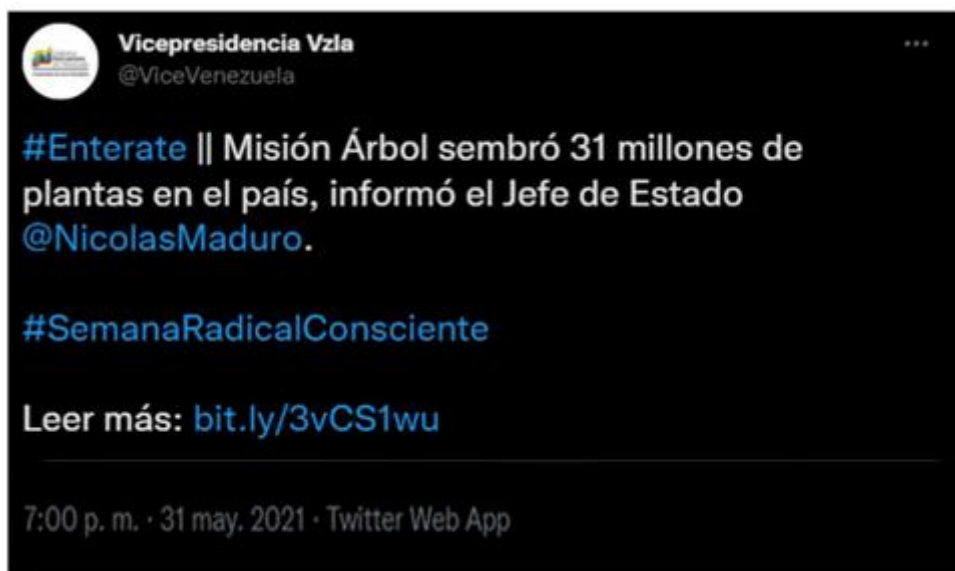 Vicepresidencia Vzla
@ViceVenezuela
#Enterate || Misión Árbol sembró 31 millones de
plantas en el país, informó el Jefe de Estado
@NicolasMaduro.
#SemanaRadicalConsciente
Leer más: bit.ly/3vCS1wu
7:00 p. m. · 31 may. 2021 · Twitter Web App